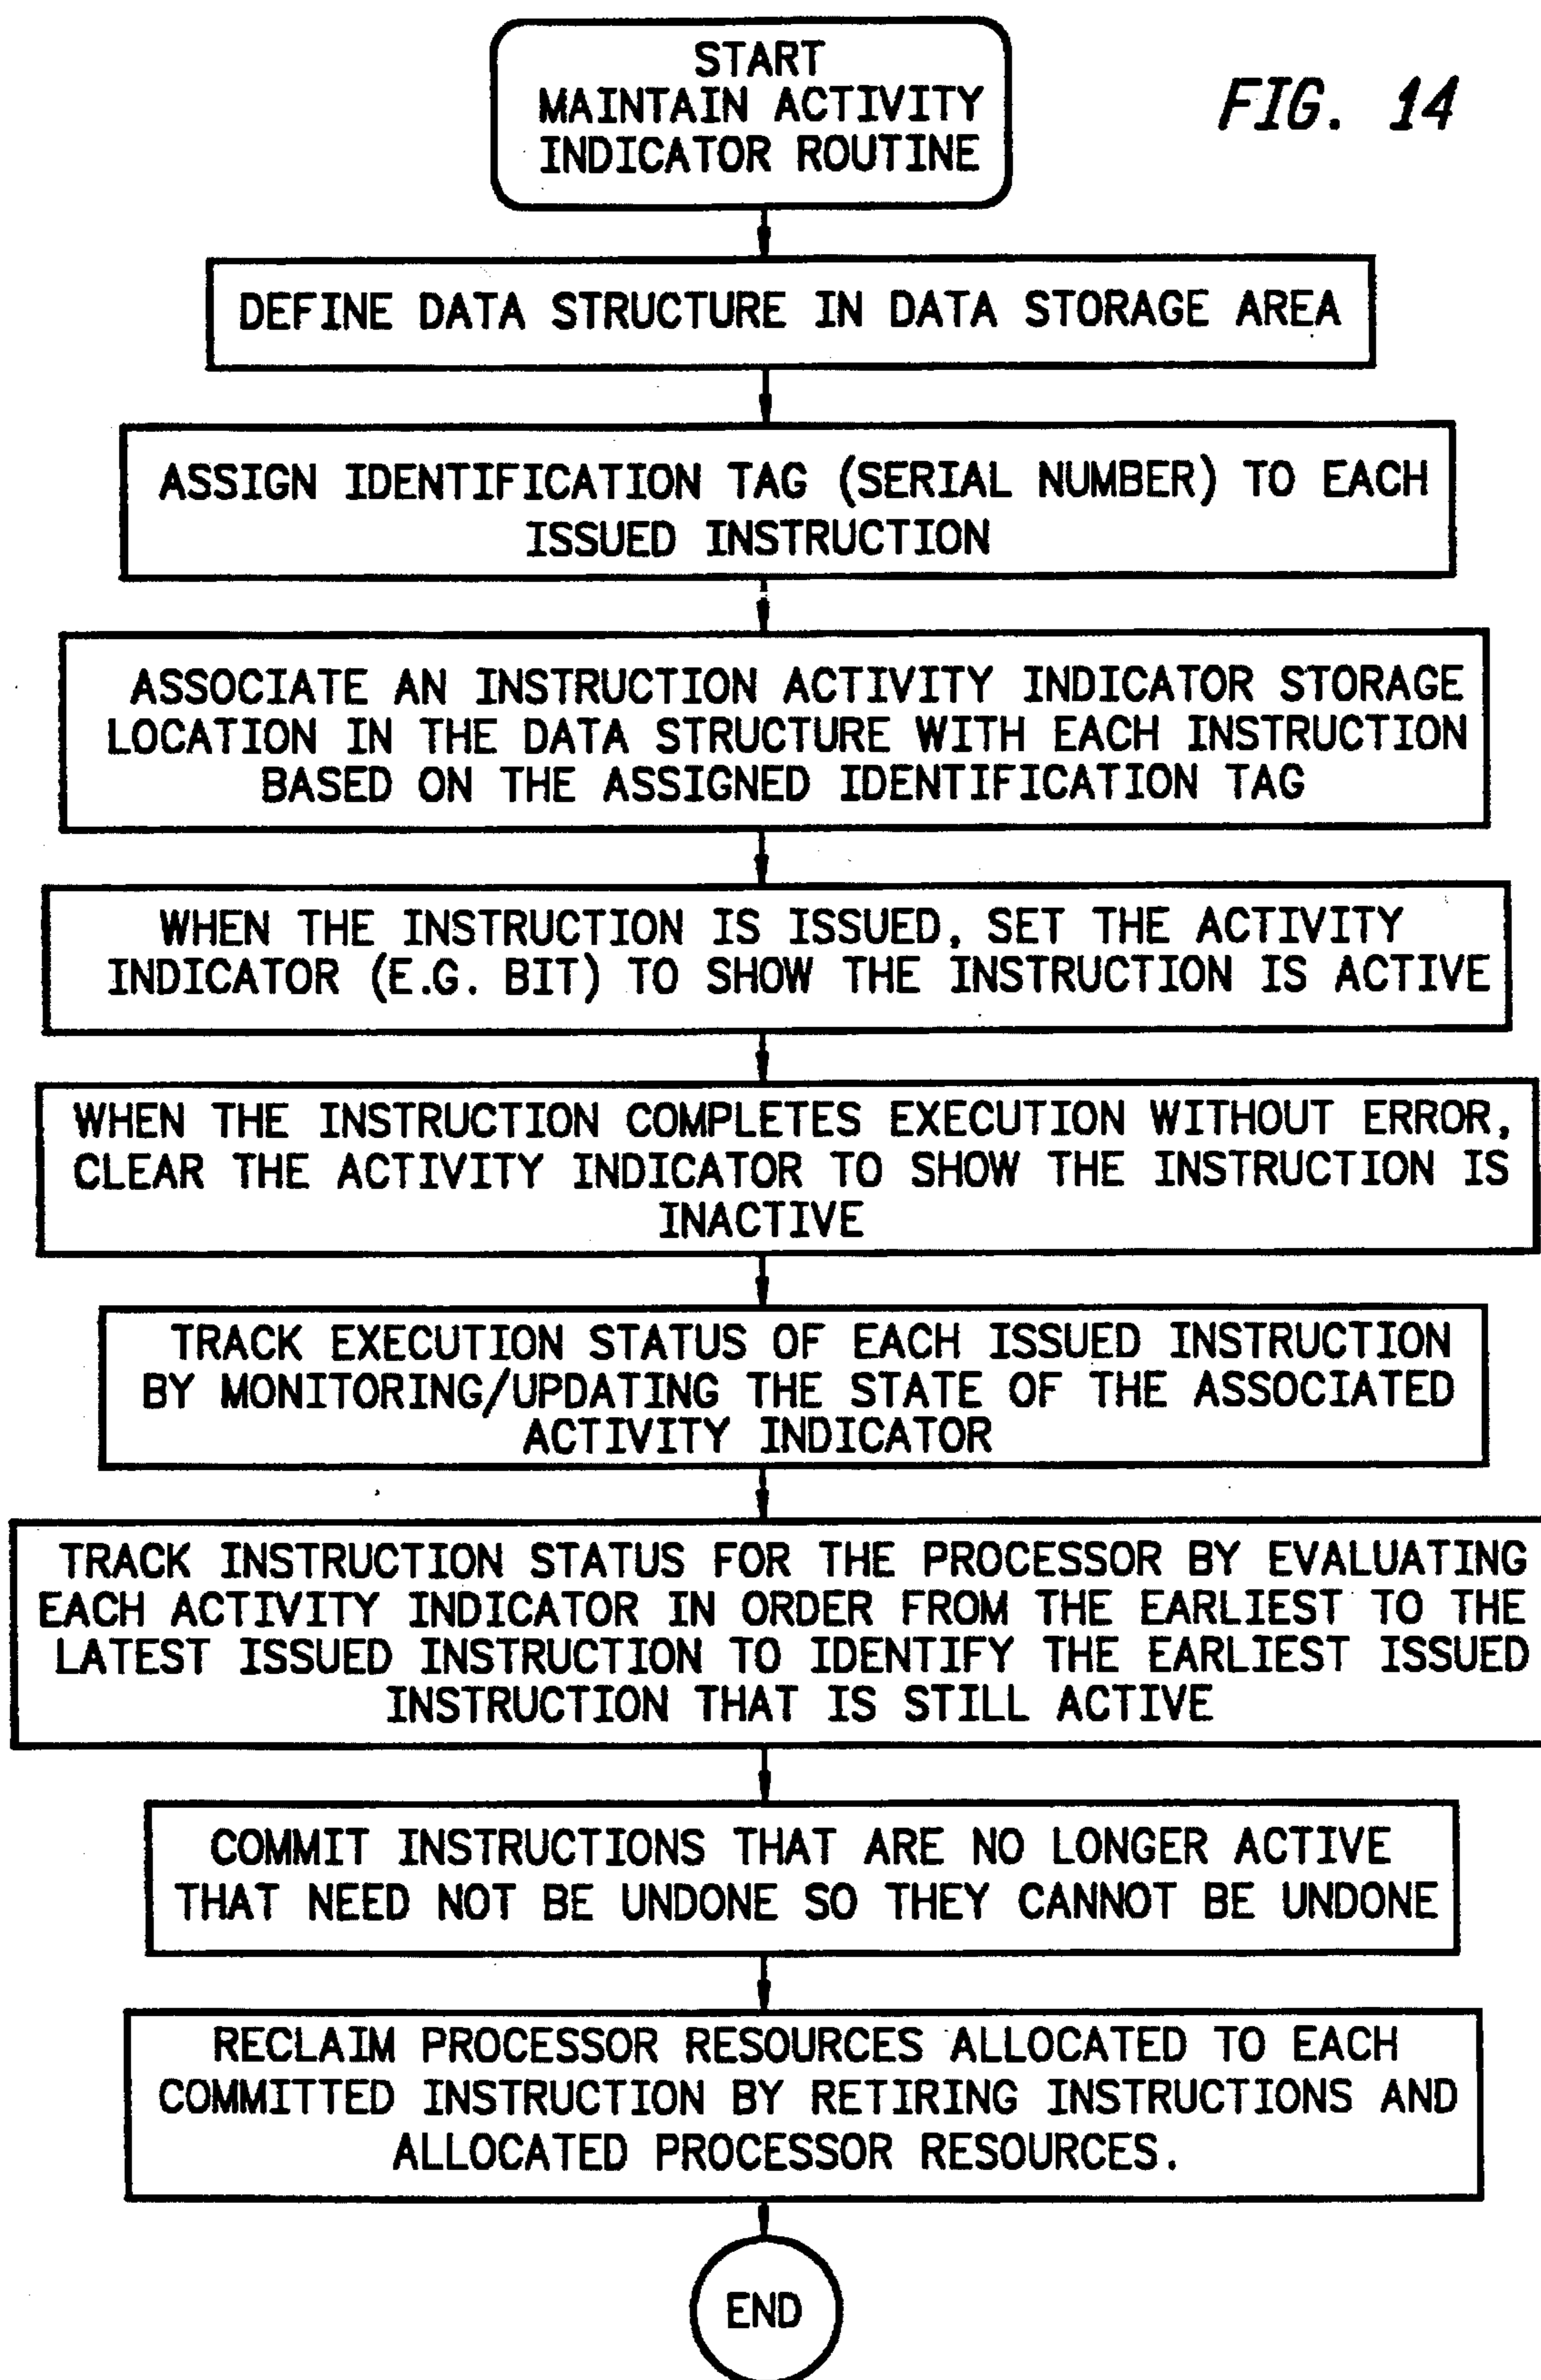 START
MAINTAIN ACTIVITY
INDICATOR ROUTINE
FIG. 14
DEFINE DATA STRUCTURE IN DATA STORAGE AREA
ASSIGN IDENTIFICATION TAG (SERIAL NUMBER) TO EACH
ISSUED INSTRUCTION
ASSOCIATE AN INSTRUCTION ACTIVITY INDICATOR STORAGE
LOCATION IN THE DATA STRUCTURE WITH EACH INSTRUCTION
BASED ON THE ASSIGNED IDENTIFICATION TAG
WHEN THE INSTRUCTION IS ISSUED, SET THE ACTIVITY
INDICATOR (E.G. BIT) TO SHOW THE INSTRUCTION IS ACTIVE
WHEN THE INSTRUCTION COMPLETES EXECUTION WITHOUT ERROR,
CLEAR THE ACTIVITY INDICATOR TO SHOW THE INSTRUCTION IS
INACTIVE
TRACK EXECUTION STATUS OF EACH ISSUED INSTRUCTION
BY MONITORING/UPDATING THE STATE OF THE ASSOCIATED
ACTIVITY INDICATOR
TRACK INSTRUCTION STATUS FOR THE PROCESSOR BY EVALUATING
EACH ACTIVITY INDICATOR IN ORDER FROM THE EARLIEST TO THE
LATEST ISSUED INSTRUCTION TO IDENTIFY THE EARLIEST ISSUED
INSTRUCTION THAT IS STILL ACTIVE
COMMIT INSTRUCTIONS THAT ARE NO LONGER ACTIVE
THAT NEED NOT BE UNDONE SO THEY CANNOT BE UNDONE
RECLAIM PROCESSOR RESOURCES ALLOCATED TO EACH
COMMITTED INSTRUCTION BY RETIRING INSTRUCTIONS AND
ALLOCATED PROCESSOR RESOURCES.
END